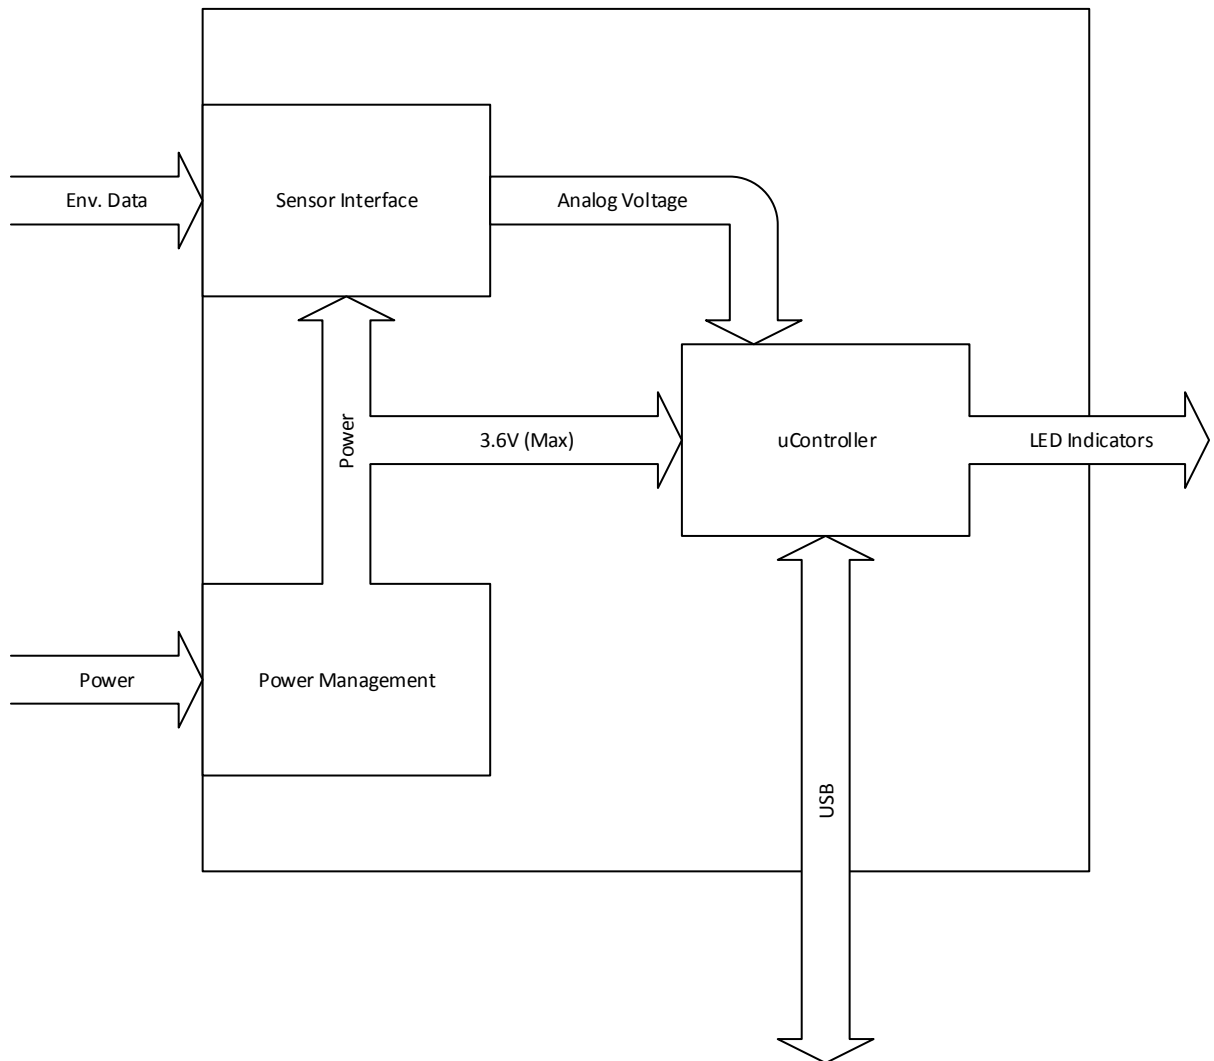 Env. Data
Sensor Interface
Analog Voltage
Power
3.6V (Max)
uController
LED Indicators
Power
Power Management
USB